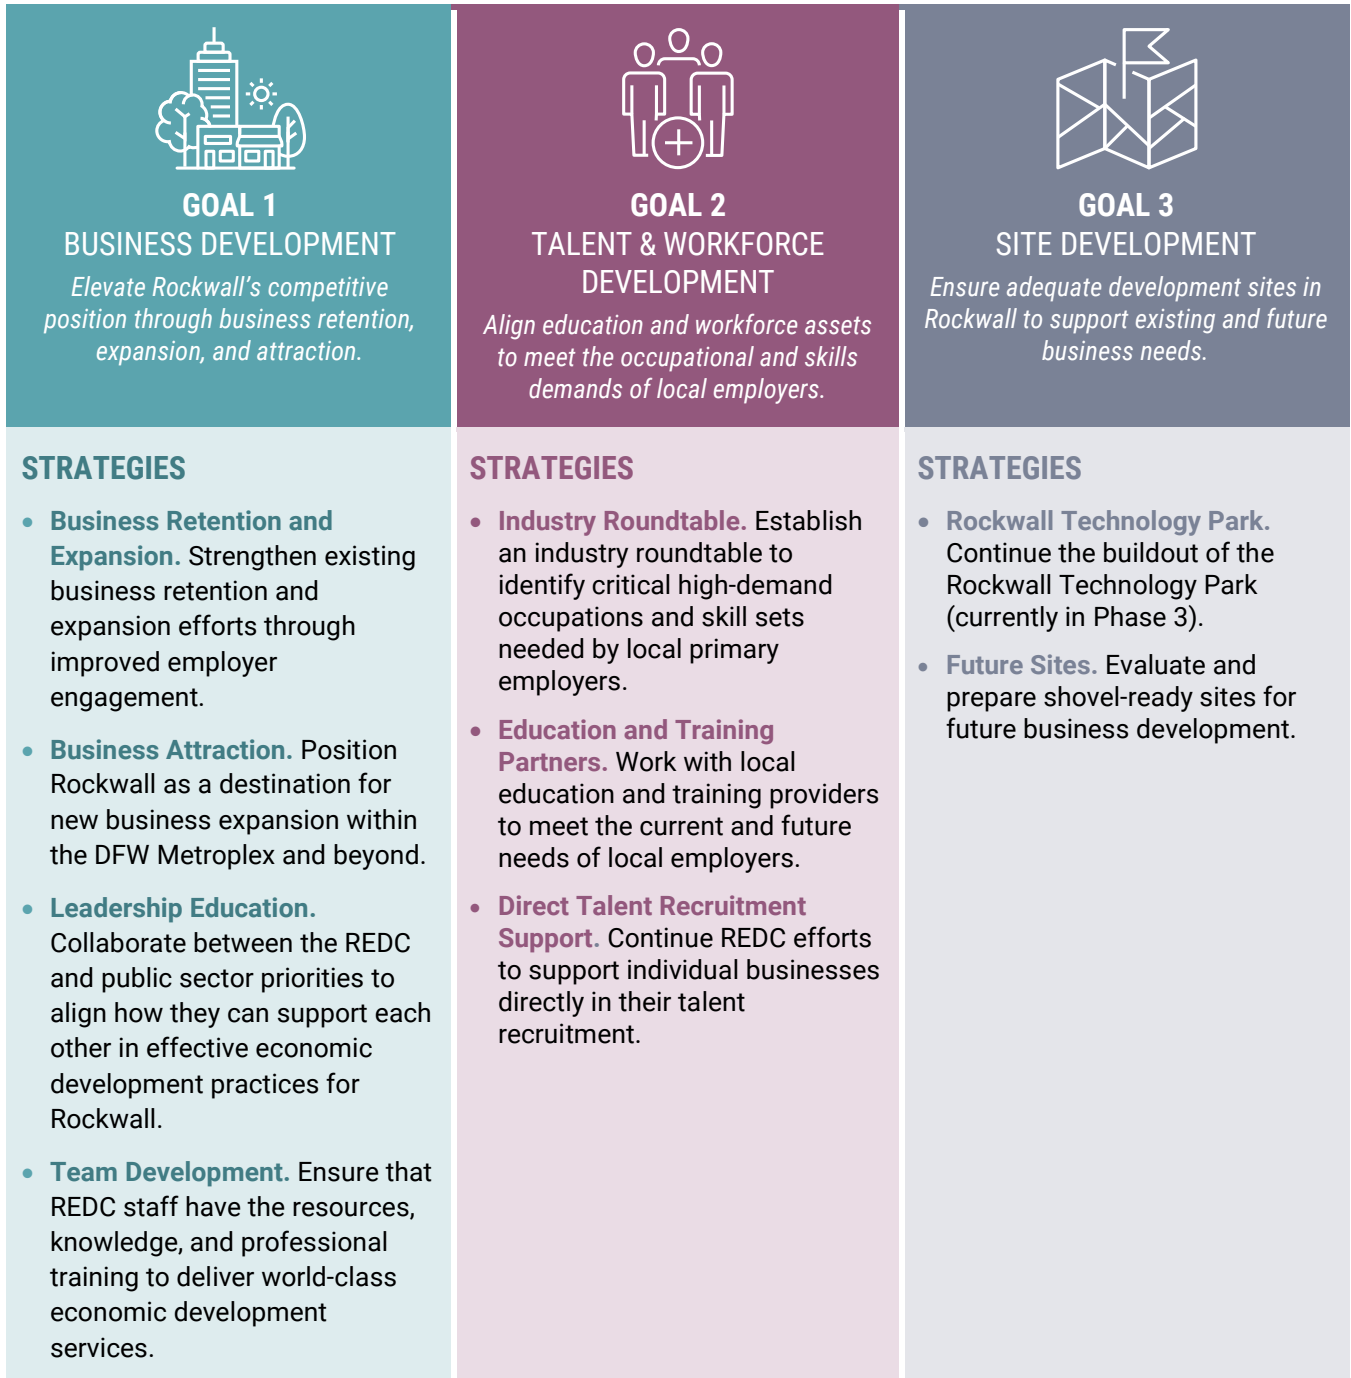 GOAL 1
BUSINESS DEVELOPMENT
Elevate Rockwall’s competitive
position through business retention,
expansion, and attraction.
STRATEGIES
• Business Retention and
Expansion. Strengthen existing
business retention and
expansion efforts through
improved employer
engagement.
• Business Attraction. Position
Rockwall as a destination for
new business expansion within
the DFW Metroplex and beyond.
• Leadership Education.
Collaborate between the REDC
and public sector priorities to
align how they can support each
other in effective economic
development practices for
Rockwall.
• Team Development. Ensure that
REDC staff have the resources,
knowledge, and professional
training to deliver world-class
economic development
services.
GOAL 2
TALENT & WORKFORCE
DEVELOPMENT
Align education and workforce assets
to meet the occupational and skills
demands of local employers.
STRATEGIES
• Industry Roundtable. Establish
an industry roundtable to
identify critical high-demand
occupations and skill sets
needed by local primary
employers.
• Education and Training
Partners. Work with local
education and training providers
to meet the current and future
needs of local employers.
• Direct Talent Recruitment
Support. Continue REDC efforts
to support individual businesses
directly in their talent
recruitment.
GOAL 3
SITE DEVELOPMENT
Ensure adequate development sites in
Rockwall to support existing and future
business needs.
STRATEGIES
• Rockwall Technology Park.
Continue the buildout of the
Rockwall Technology Park
(currently in Phase 3).
• Future Sites. Evaluate and
prepare shovel-ready sites for
future business development.